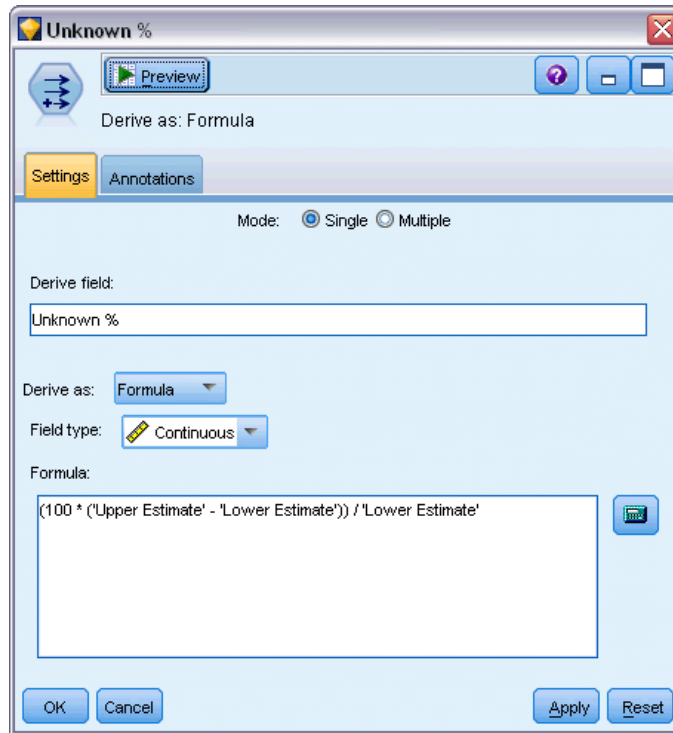 Unknown %
Preview
Derive as: Formula
Settings Annotations
Mode: Single Multiple
Derive field:
Unknown %
Derive as: Formula
Field type: Continuous
Formula:
(100 * ('Upper Estimate' - 'Lower Estimate')) / 'Lower Estimate'
OK Cancel Apply Reset